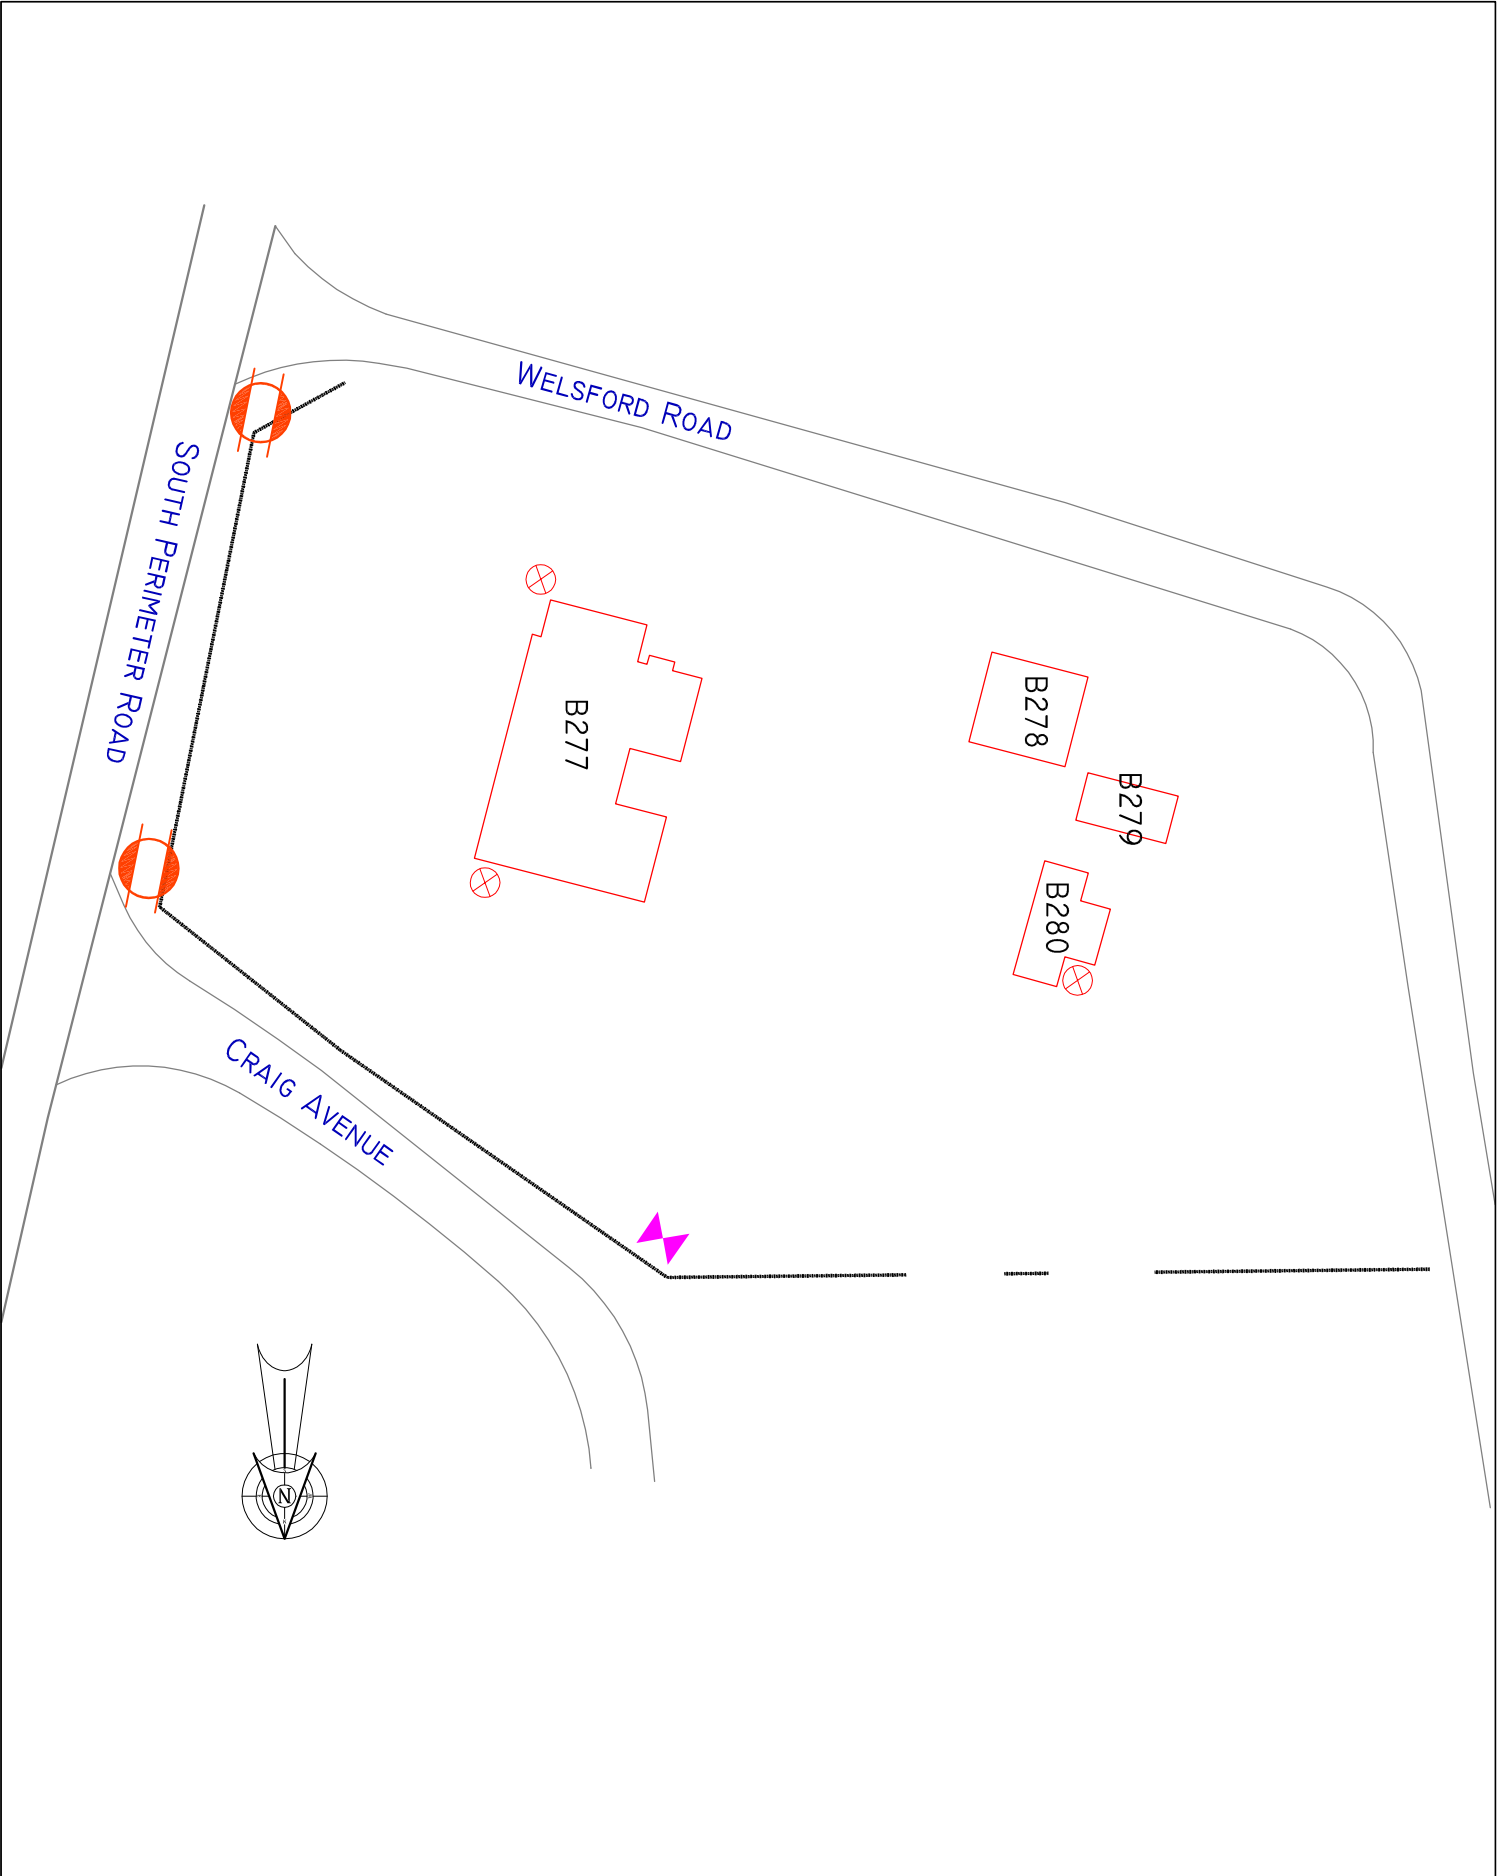 WELSFORD ROAD
SOUTH PERIMETER ROAD
B277
B278
B279
B280
CRAIG AVENUE
N